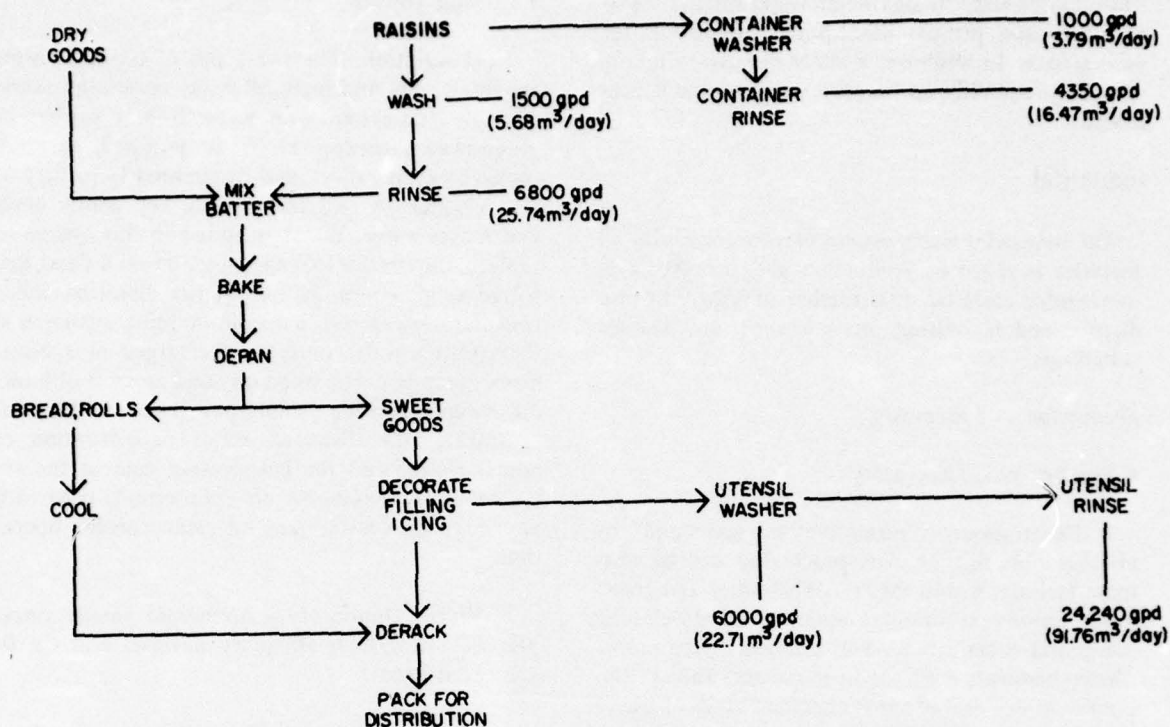 DRY
GOODS
RAISINS
CONTAINER
WASHER
1000 gpd
(3.79 m³/day)
WASH
1500 gpd
(5.68 m³/day)
CONTAINER
RINSE
4350 gpd
(16.47 m³/day)
MIX
BATTER
RINSE
6800 gpd
(25.74 m³/day)
BAKE
DEPAN
BREAD, ROLLS
SWEET
GOODS
COOL
DECORATE
FILLING
ICING
UTENSIL
WASHER
UTENSIL
RINSE
6000 gpd
(22.71 m³/day)
24,240 gpd
(91.76 m³/day)
DERACK
PACK FOR
DISTRIBUTION